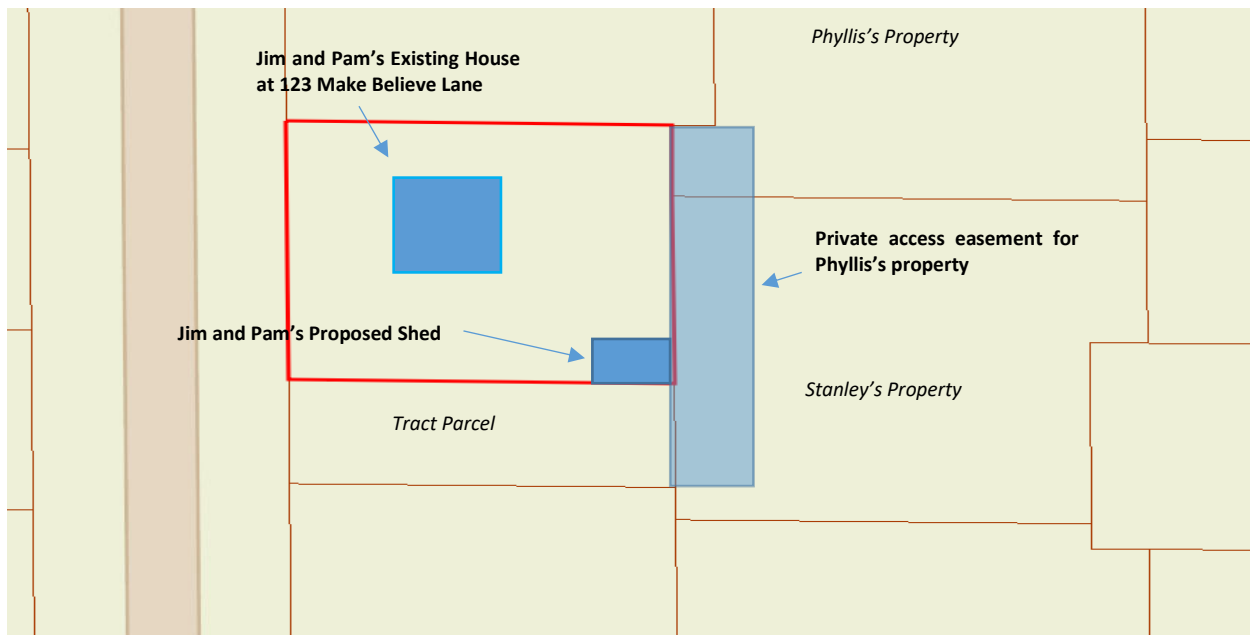 Phyllis's Property
Jim and Pam's Existing House
at 123 Make Believe Lane
Private access easement for
Phyllis's property
Jim and Pam's Proposed Shed
Stanley's Property
Tract Parcel